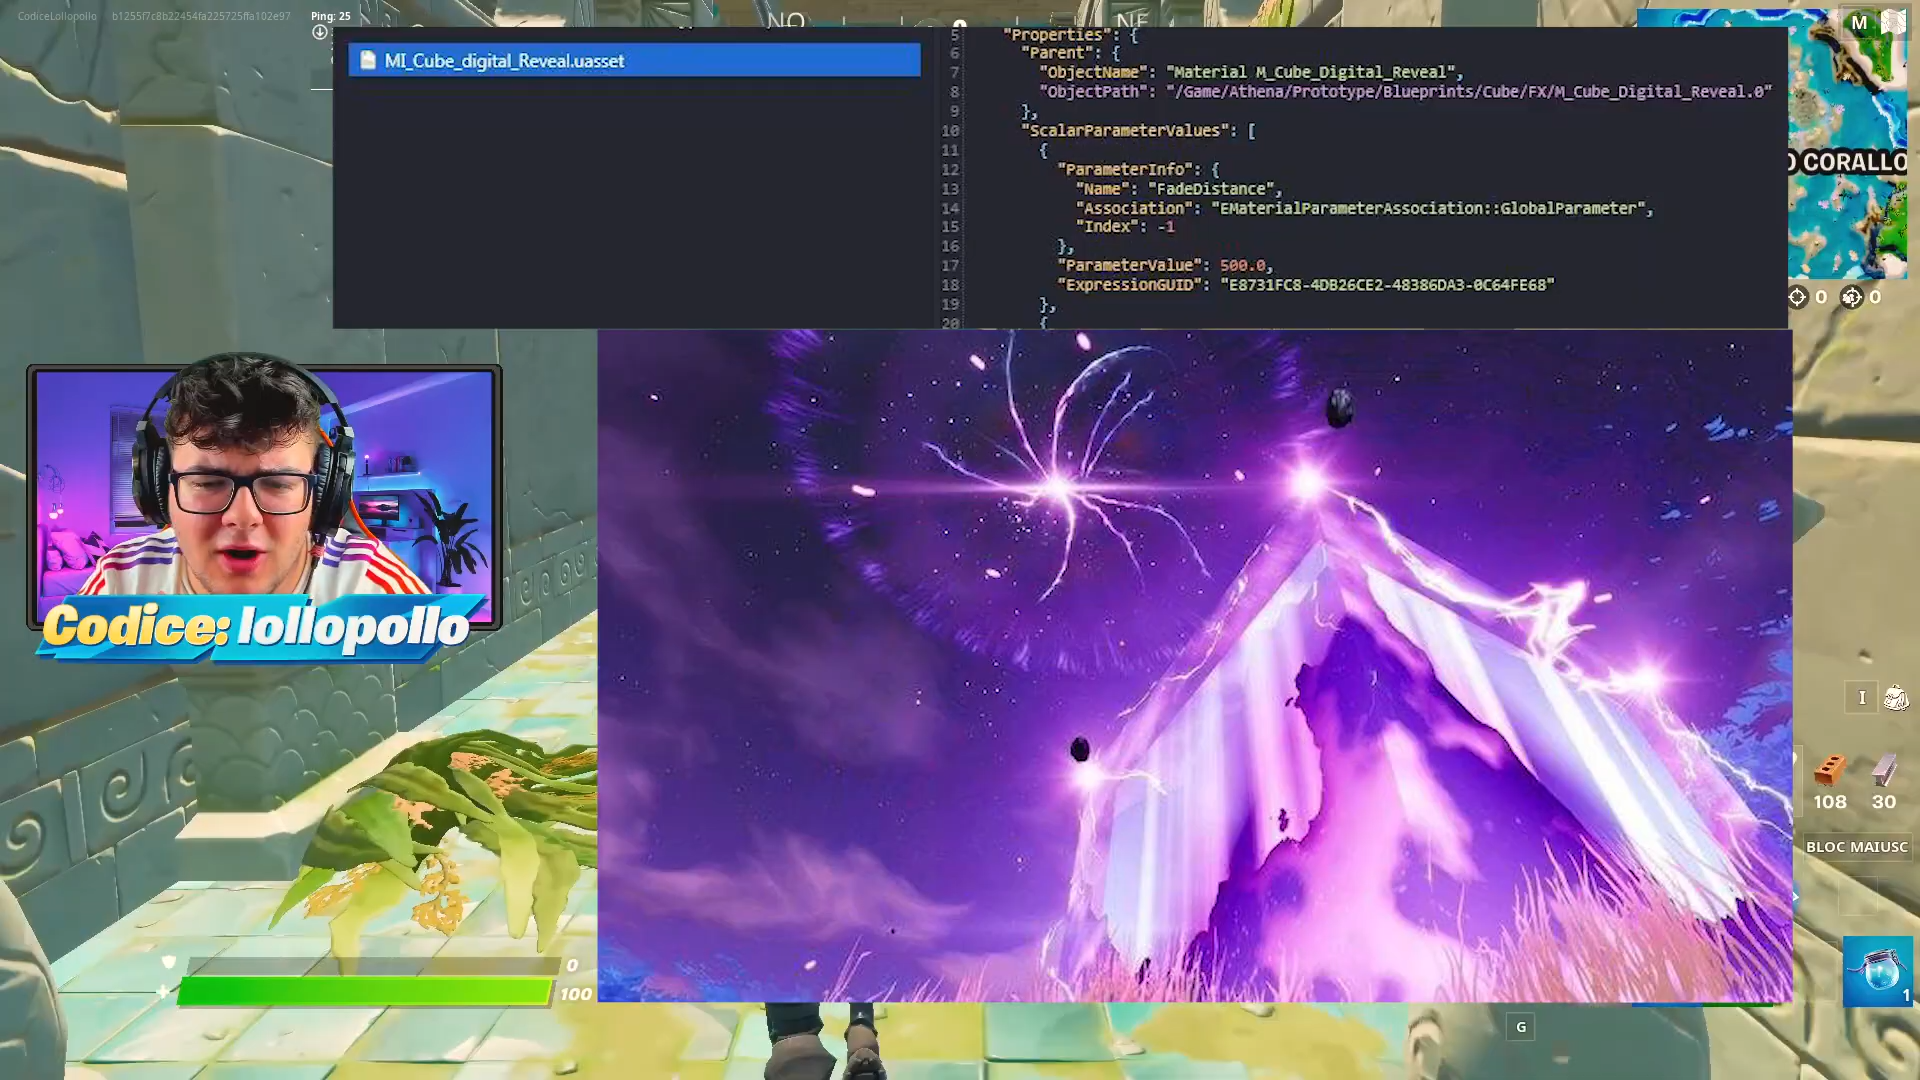 CodiceLollopollo b1255f7c8b22454fa225725ffa102e97 Ping: 25
NO
NE
M
MI_Cube_digital_Reveal.uasset
5 "Properties": {
6 "Parent": {
7 "ObjectName": "Material M_Cube_Digital_Reveal",
8 "ObjectPath": "/Game/Athena/Prototype/Blueprints/Cube/FX/M_Cube_Digital_Reveal.0"
9 },
10 "ScalarParameterValues": [
11 {
12 "ParameterInfo": {
13 "Name": "FadeDistance",
14 "Association": "EMaterialParameterAssociation::GlobalParameter",
15 "Index": -1
16 },
17 "ParameterValue": 500.0,
18 "ExpressionGUID": "E8731FC8-4DB26CE2-48386DA3-0C64FE68"
19 },
20 {
CORALLO
0 0
Codice: lollopollo
I
108 30
BLOC MAIUSC
0
100
1
G